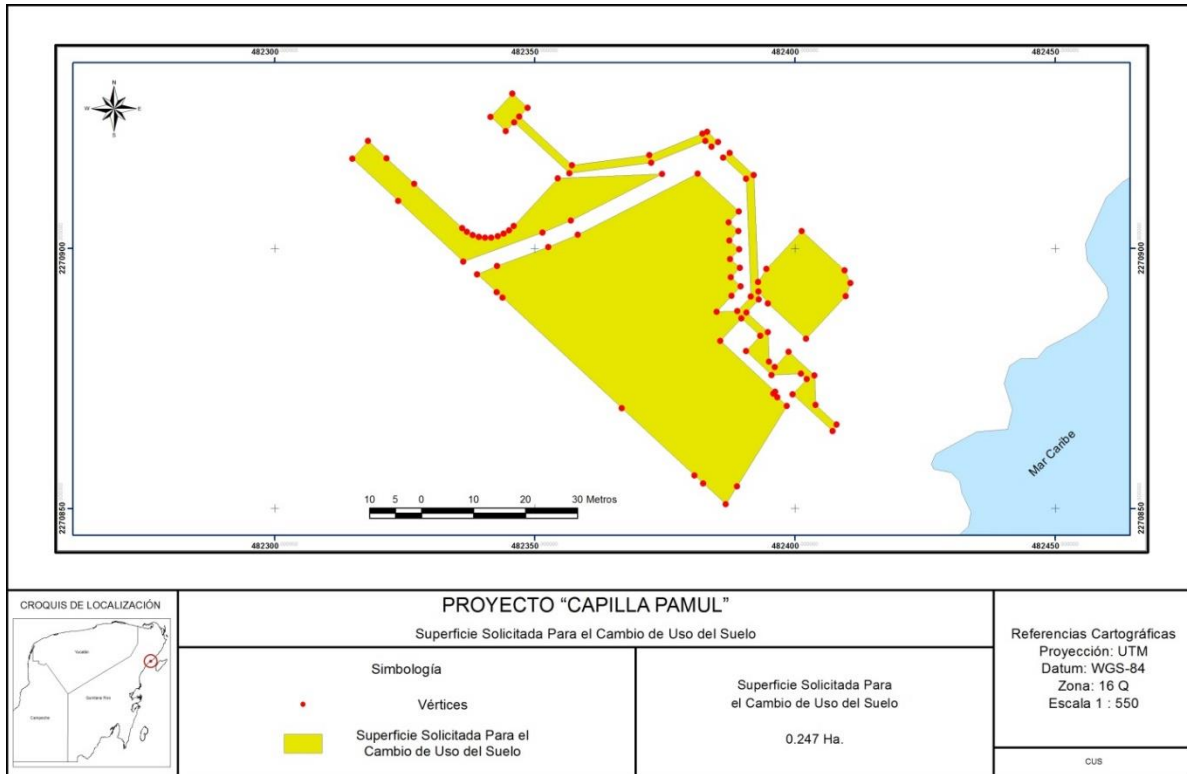 482300
482350
482400
482450
N
W
E
S
2270900
2270900
2270850
2270850
Mar Caribe
10 5 0 10 20 30 Metros
482300
482350
482400
482450
CROQUIS DE LOCALIZACIÓN
Yucatán
Quintana Roo
Campeche
PROYECTO “CAPILLA PAMUL”
Superficie Solicitada Para el Cambio de Uso del Suelo
Simbología
Vértices
Superficie Solicitada Para el
Cambio de Uso del Suelo
Superficie Solicitada Para
el Cambio de Uso del Suelo
0.247 Ha.
Referencias Cartográficas
Proyección: UTM
Datum: WGS-84
Zona: 16 Q
Escala 1 : 550
CUS